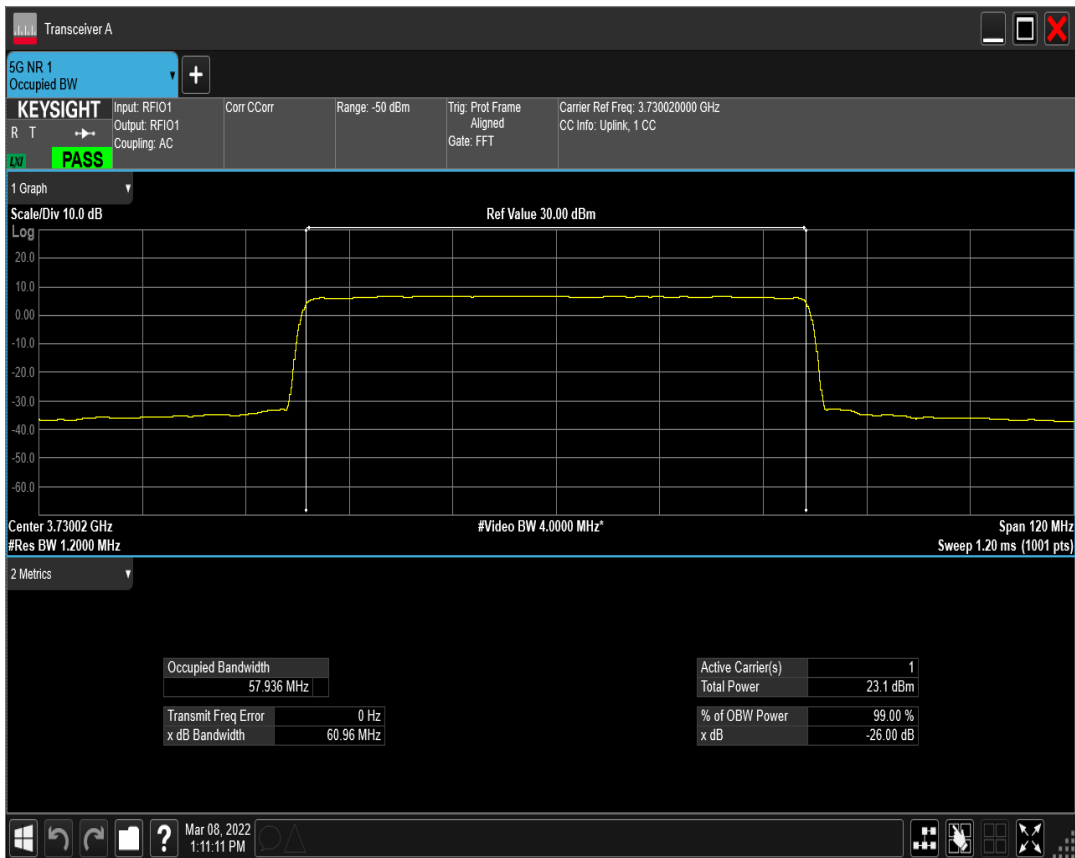 Transceiver A
5G NR 1
Occupied BW
+
KEYSIGHT
R T
LXI
PASS
Input: RFIO1
Output: RFIO1
Coupling: AC
Corr CCorr
Range: -50 dBm
Trig: Prot Frame
Aligned
Gate: FFT
Carrier Ref Freq: 3.730020000 GHz
CC Info: Uplink, 1 CC
1 Graph
Scale/Div 10.0 dB
Ref Value 30.00 dBm
Log
20.0
10.0
0.00
-10.0
-20.0
-30.0
-40.0
-50.0
-60.0
Center 3.73002 GHz
#Video BW 4.0000 MHz*
Span 120 MHz
#Res BW 1.2000 MHz
Sweep 1.20 ms (1001 pts)
2 Metrics
Occupied Bandwidth
57.936 MHz
Transmit Freq Error 0 Hz
x dB Bandwidth 60.96 MHz
Active Carrier(s) 1
Total Power 23.1 dBm
% of OBW Power 99.00 %
x dB -26.00 dB
?
Mar 08, 2022
1:11:11 PM